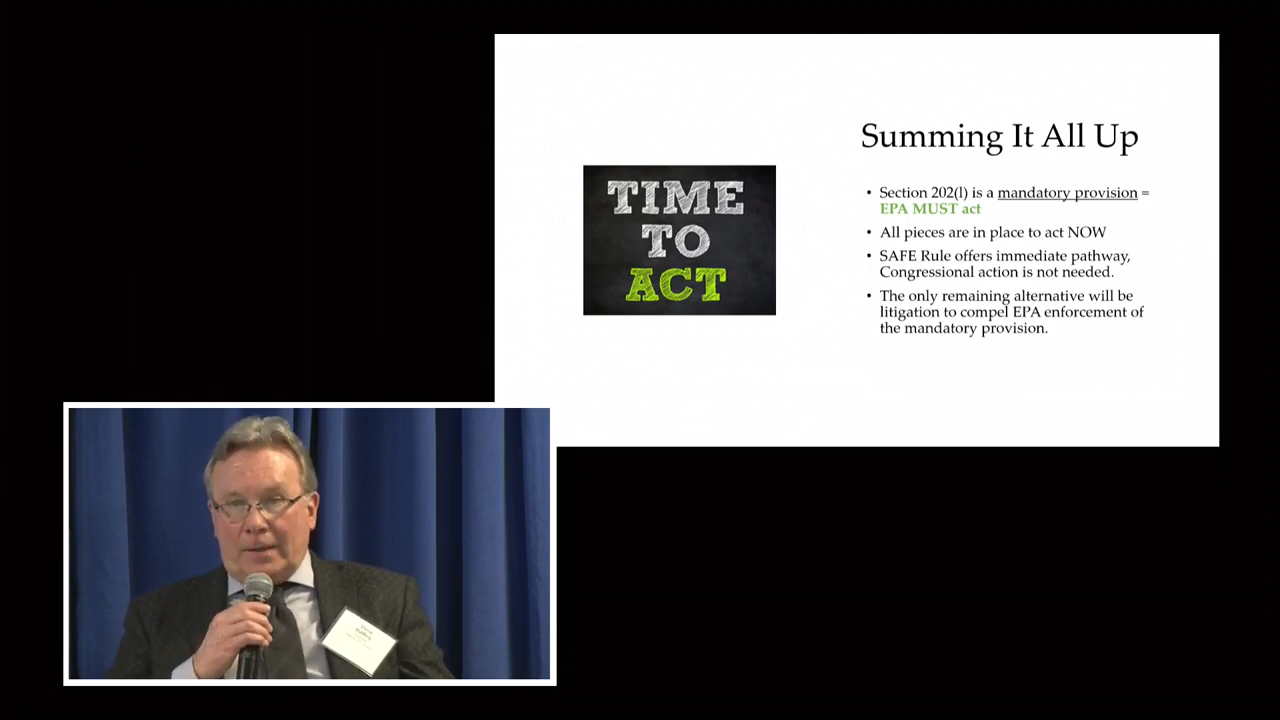 TIME
TO
ACT
Summing It All Up
• Section 202(l) is a mandatory provision =
EPA MUST act
• All pieces are in place to act NOW
• SAFE Rule offers immediate pathway,
Congressional action is not needed.
• The only remaining alternative will be
litigation to compel EPA enforcement of
the mandatory provision.